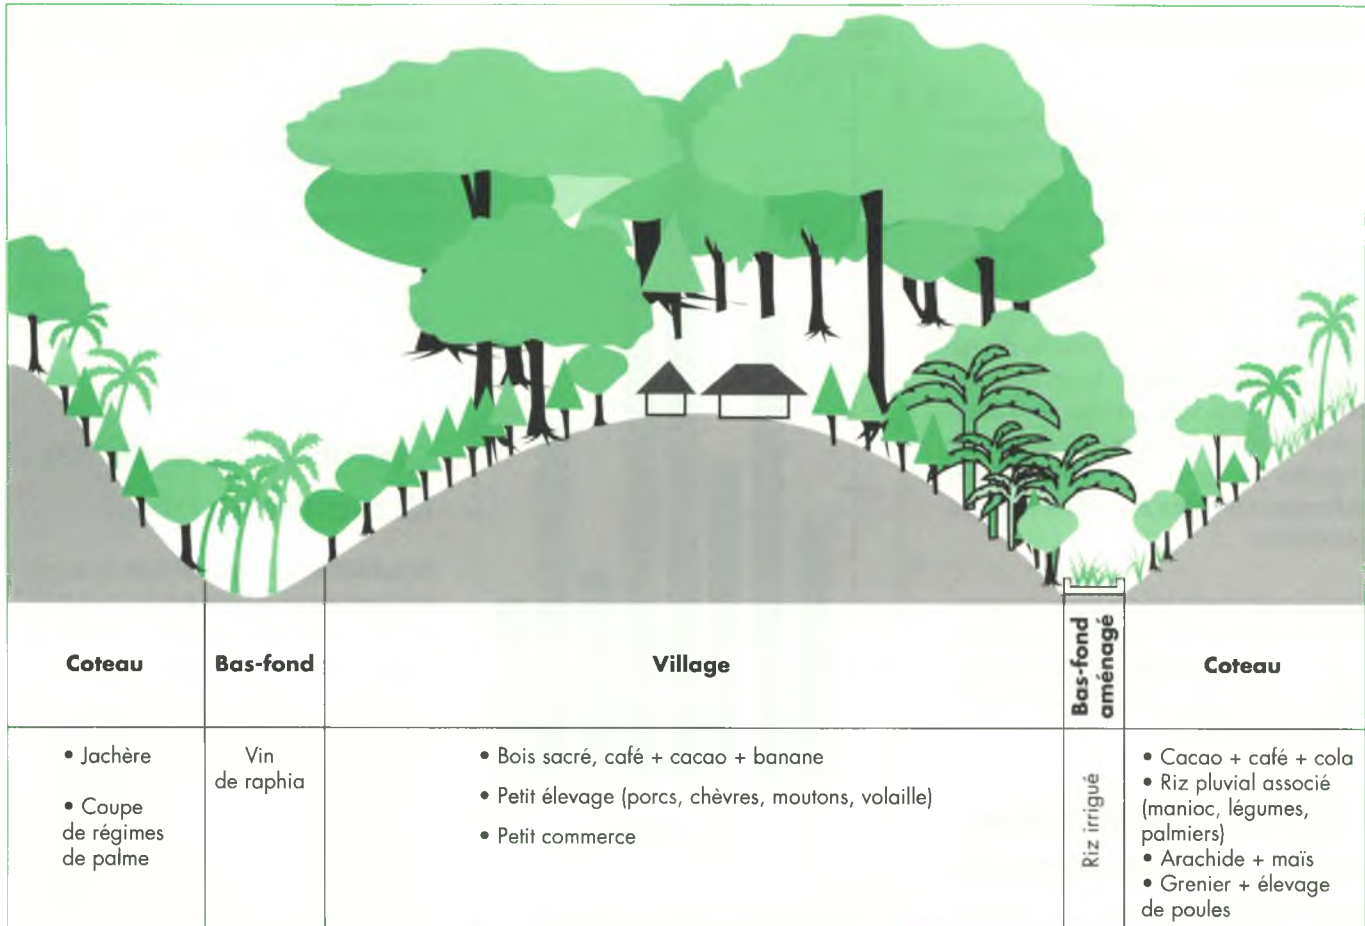 Coteau
Bas-fond
Village
Bas-fond
aménagé
Coteau
• Jachère
• Coupe
de régimes
de palme
Vin
de raphia
• Bois sacré, café + cacao + banane
• Petit élevage (porcs, chèvres, moutons, volaille)
• Petit commerce
Riz irrigué
• Cacao + café + cola
• Riz pluvial associé
(manioc, légumes,
palmiers)
• Arachide + maïs
• Grenier + élevage
de poules